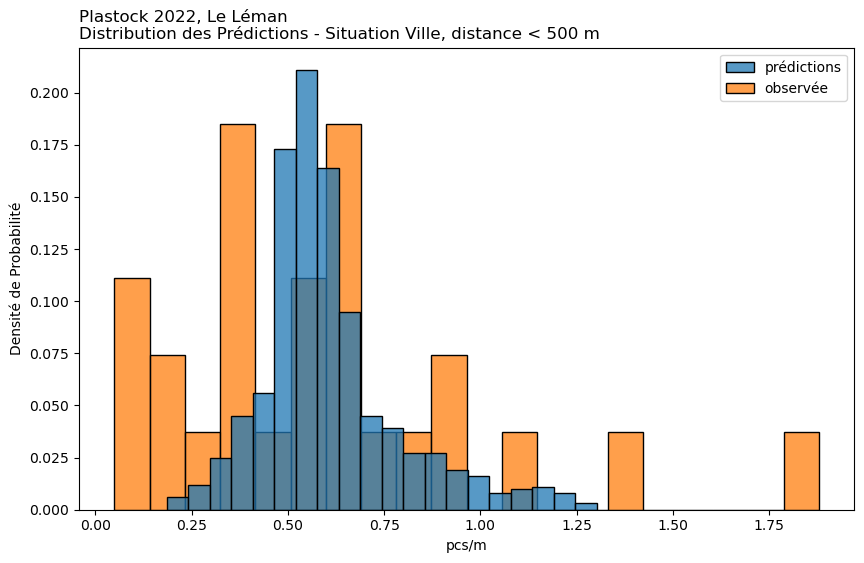 Plastock 2022, Le Léman
Distribution des Prédictions - Situation Ville, distance < 500 m
prédictions
observée
Densité de Probabilité
0.200
0.175
0.150
0.125
0.100
0.075
0.050
0.025
0.000
0.00 0.25 0.50 0.75 1.00 1.25 1.50 1.75
pcs/m